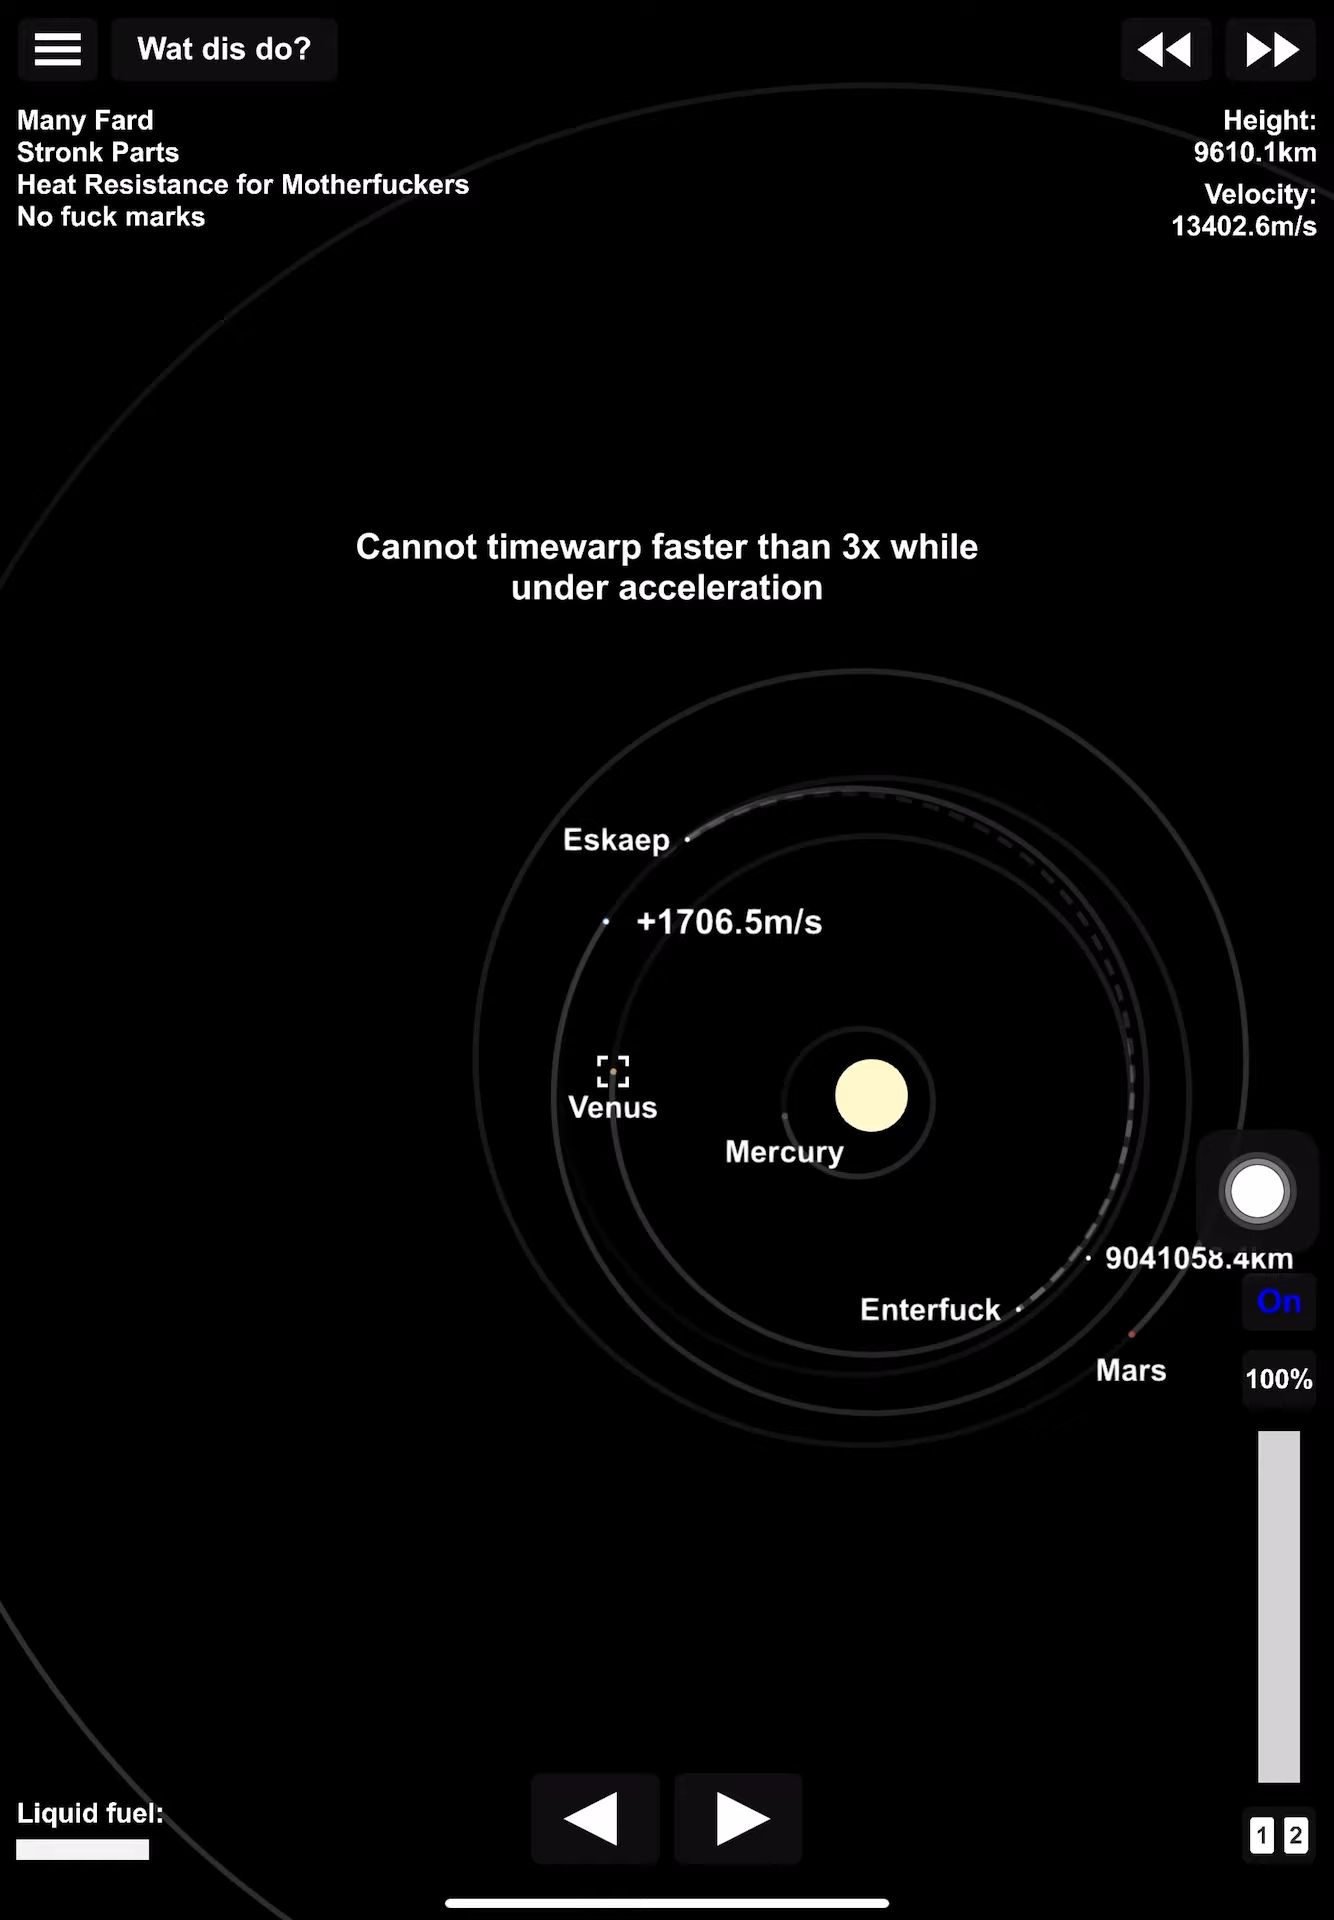 Wat dis do?
Many Fard
Stronk Parts
Heat Resistance for Motherfuckers
No fuck marks
Height:
9610.1km
Velocity:
13402.6m/s
Cannot timewarp faster than 3x while
under acceleration
Eskaep
+1706.5m/s
Venus
Mercury
9041058.4km
Enterfuck
On
Mars
100%
Liquid fuel:
1 2